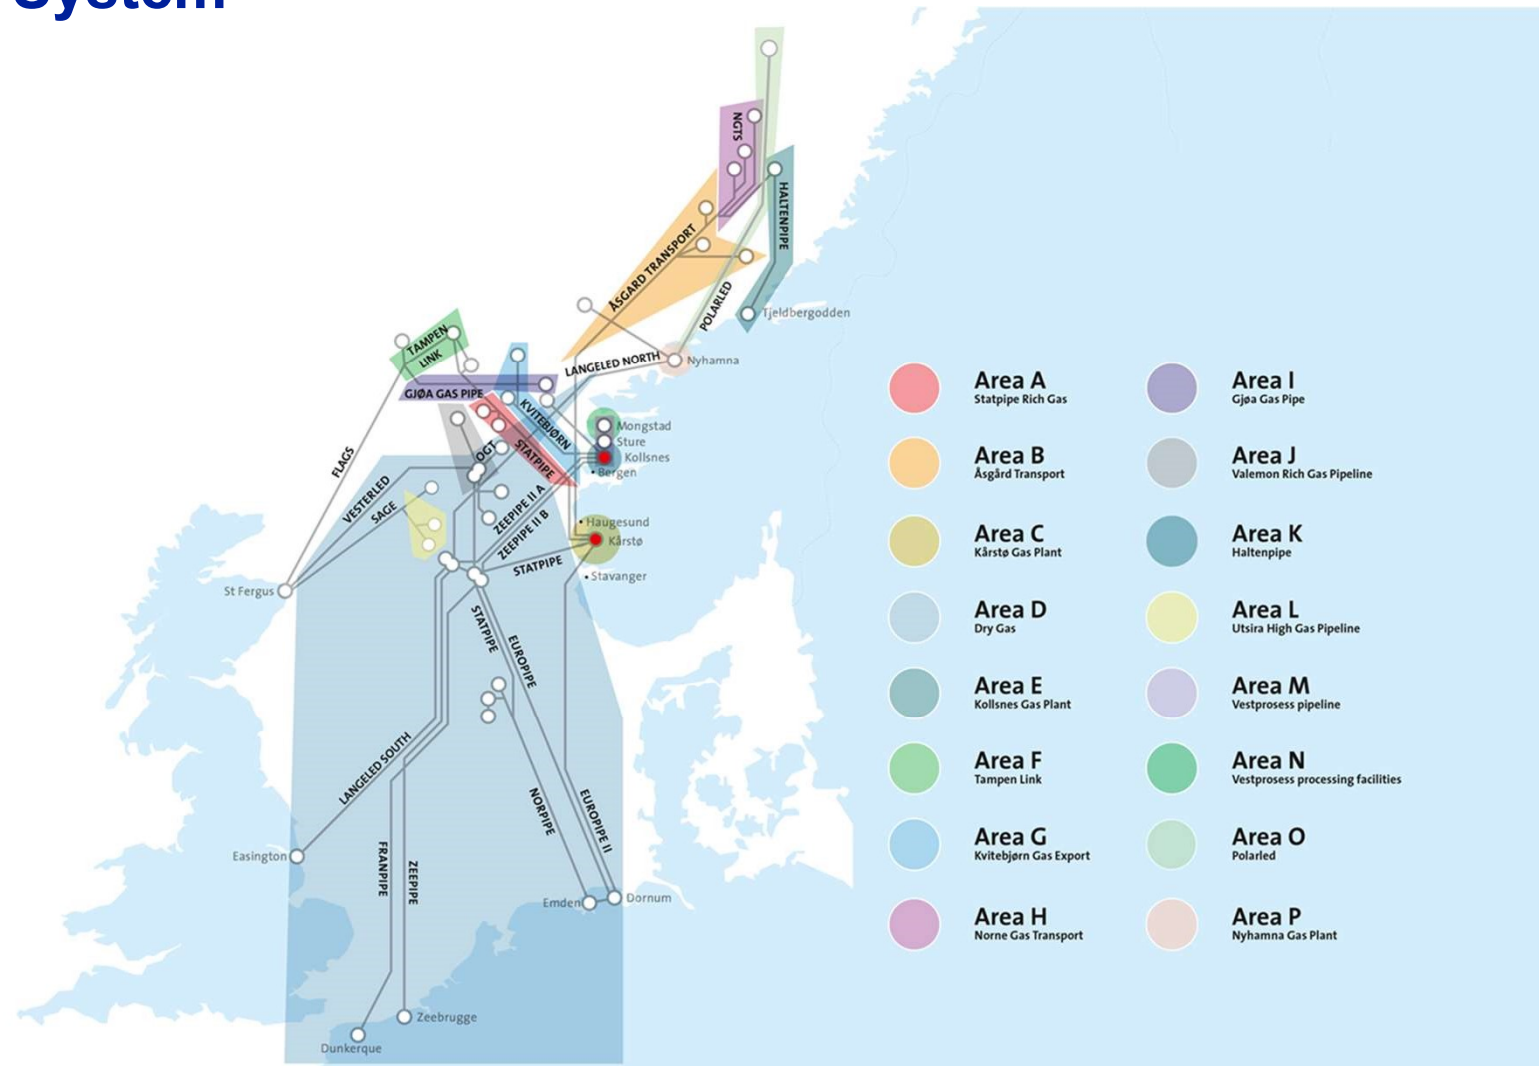 System
NGTS
HALTENPIPE
ÅSGARD TRANSPORT
POLARLED
Tjeldbergodden
TAMPEN
LINK
LANGELED NORTH
Nyhamna
GJØA GAS PIPE
KVITEBJØRN
Mongstad
Sture
Kollsnes
Bergen
FLAGS
OGT
STATPIPE
VESTERLED
SAGE
ZEEPIPE II A
ZEEPIPE II B
Haugesund
Kårstø
STATPIPE
Stavanger
St Fergus
STATPIPE
EUROPIPE
LANGELED SOUTH
NORPIPE
EUROPIPE II
Easington
FRANPIPE
ZEEPIPE
Emden
Dornum
Zeebrugge
Dunkerque
Area A
Statpipe Rich Gas
Area B
Åsgård Transport
Area C
Kårstø Gas Plant
Area D
Dry Gas
Area E
Kollsnes Gas Plant
Area F
Tampen Link
Area G
Kvitebjørn Gas Export
Area H
Norne Gas Transport
Area I
Gjøa Gas Pipe
Area J
Valemon Rich Gas Pipeline
Area K
Haltenpipe
Area L
Utsira High Gas Pipeline
Area M
Vestprosess pipeline
Area N
Vestprosess processing facilities
Area O
Polarled
Area P
Nyhamna Gas Plant